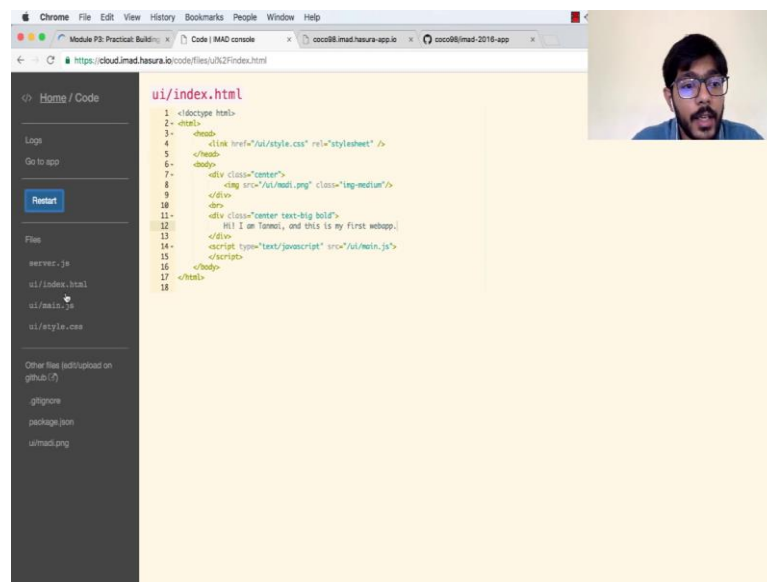 Chrome File Edit View History Bookmarks People Window Help
Module P3: Practical: Building × Code | IMAD console × coco98.imad.hasura-app.io × coco98/imad-2016-app ×
https://cloud.imad.hasura.io/code/files/ui%2Findex.html
</> Home / Code
Logs
Go to app
Restart
Files
server.js
ui/index.html
ui/main.js
ui/style.css
Other files (edit/upload on
github)
.gitignore
package.json
ui/madi.png
ui/index.html
1 <!doctype html>
2 <html>
3 <head>
4 <link href="/ui/style.css" rel="stylesheet" />
5 </head>
6 <body>
7 <div class="center">
8 <img src="/ui/madi.png" class="img-medium"/>
9 </div>
10 <br>
11 <div class="center text-big bold">
12 Hi! I am Tanmai, and this is my first webapp.
13 </div>
14 <script type="text/javascript" src="/ui/main.js">
15 </script>
16 </body>
17 </html>
18